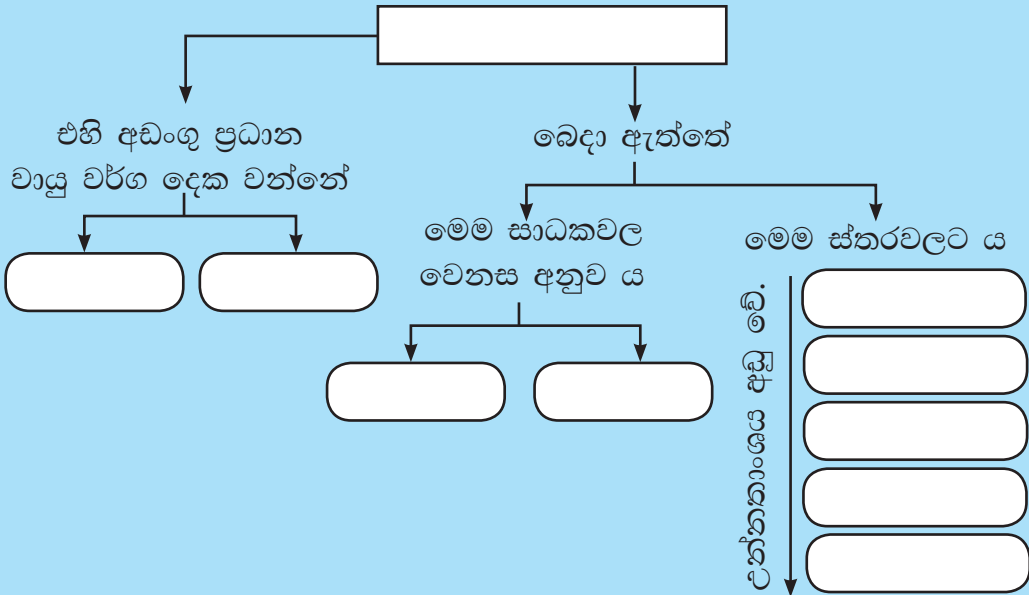 එහි අඩංගු ප්‍රධාන
වායු වර්ග දෙක වන්නේ
බෙදා ඇත්තේ
මෙම සාධකවල
වෙනස අනුව ය
මෙම ස්තරවලට ය
උන්නතාංශය අඩු වේ.